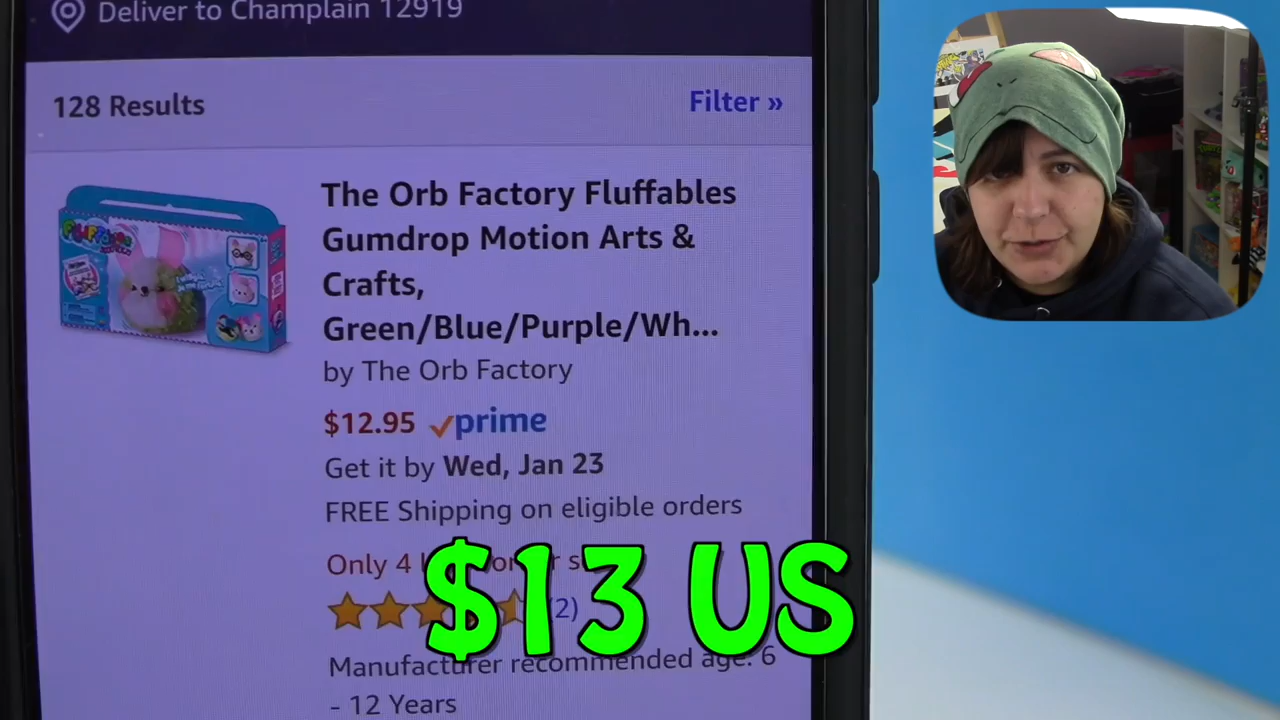 Deliver to Champlain 12919
128 Results
Filter »
The Orb Factory Fluffables
Gumdrop Motion Arts &
Crafts,
Green/Blue/Purple/Wh...
by The Orb Factory
$12.95 prime
Get it by Wed, Jan 23
FREE Shipping on eligible orders
Only 4
$13 US
(2)
Manufacturer recommended age: 6
- 12 Years